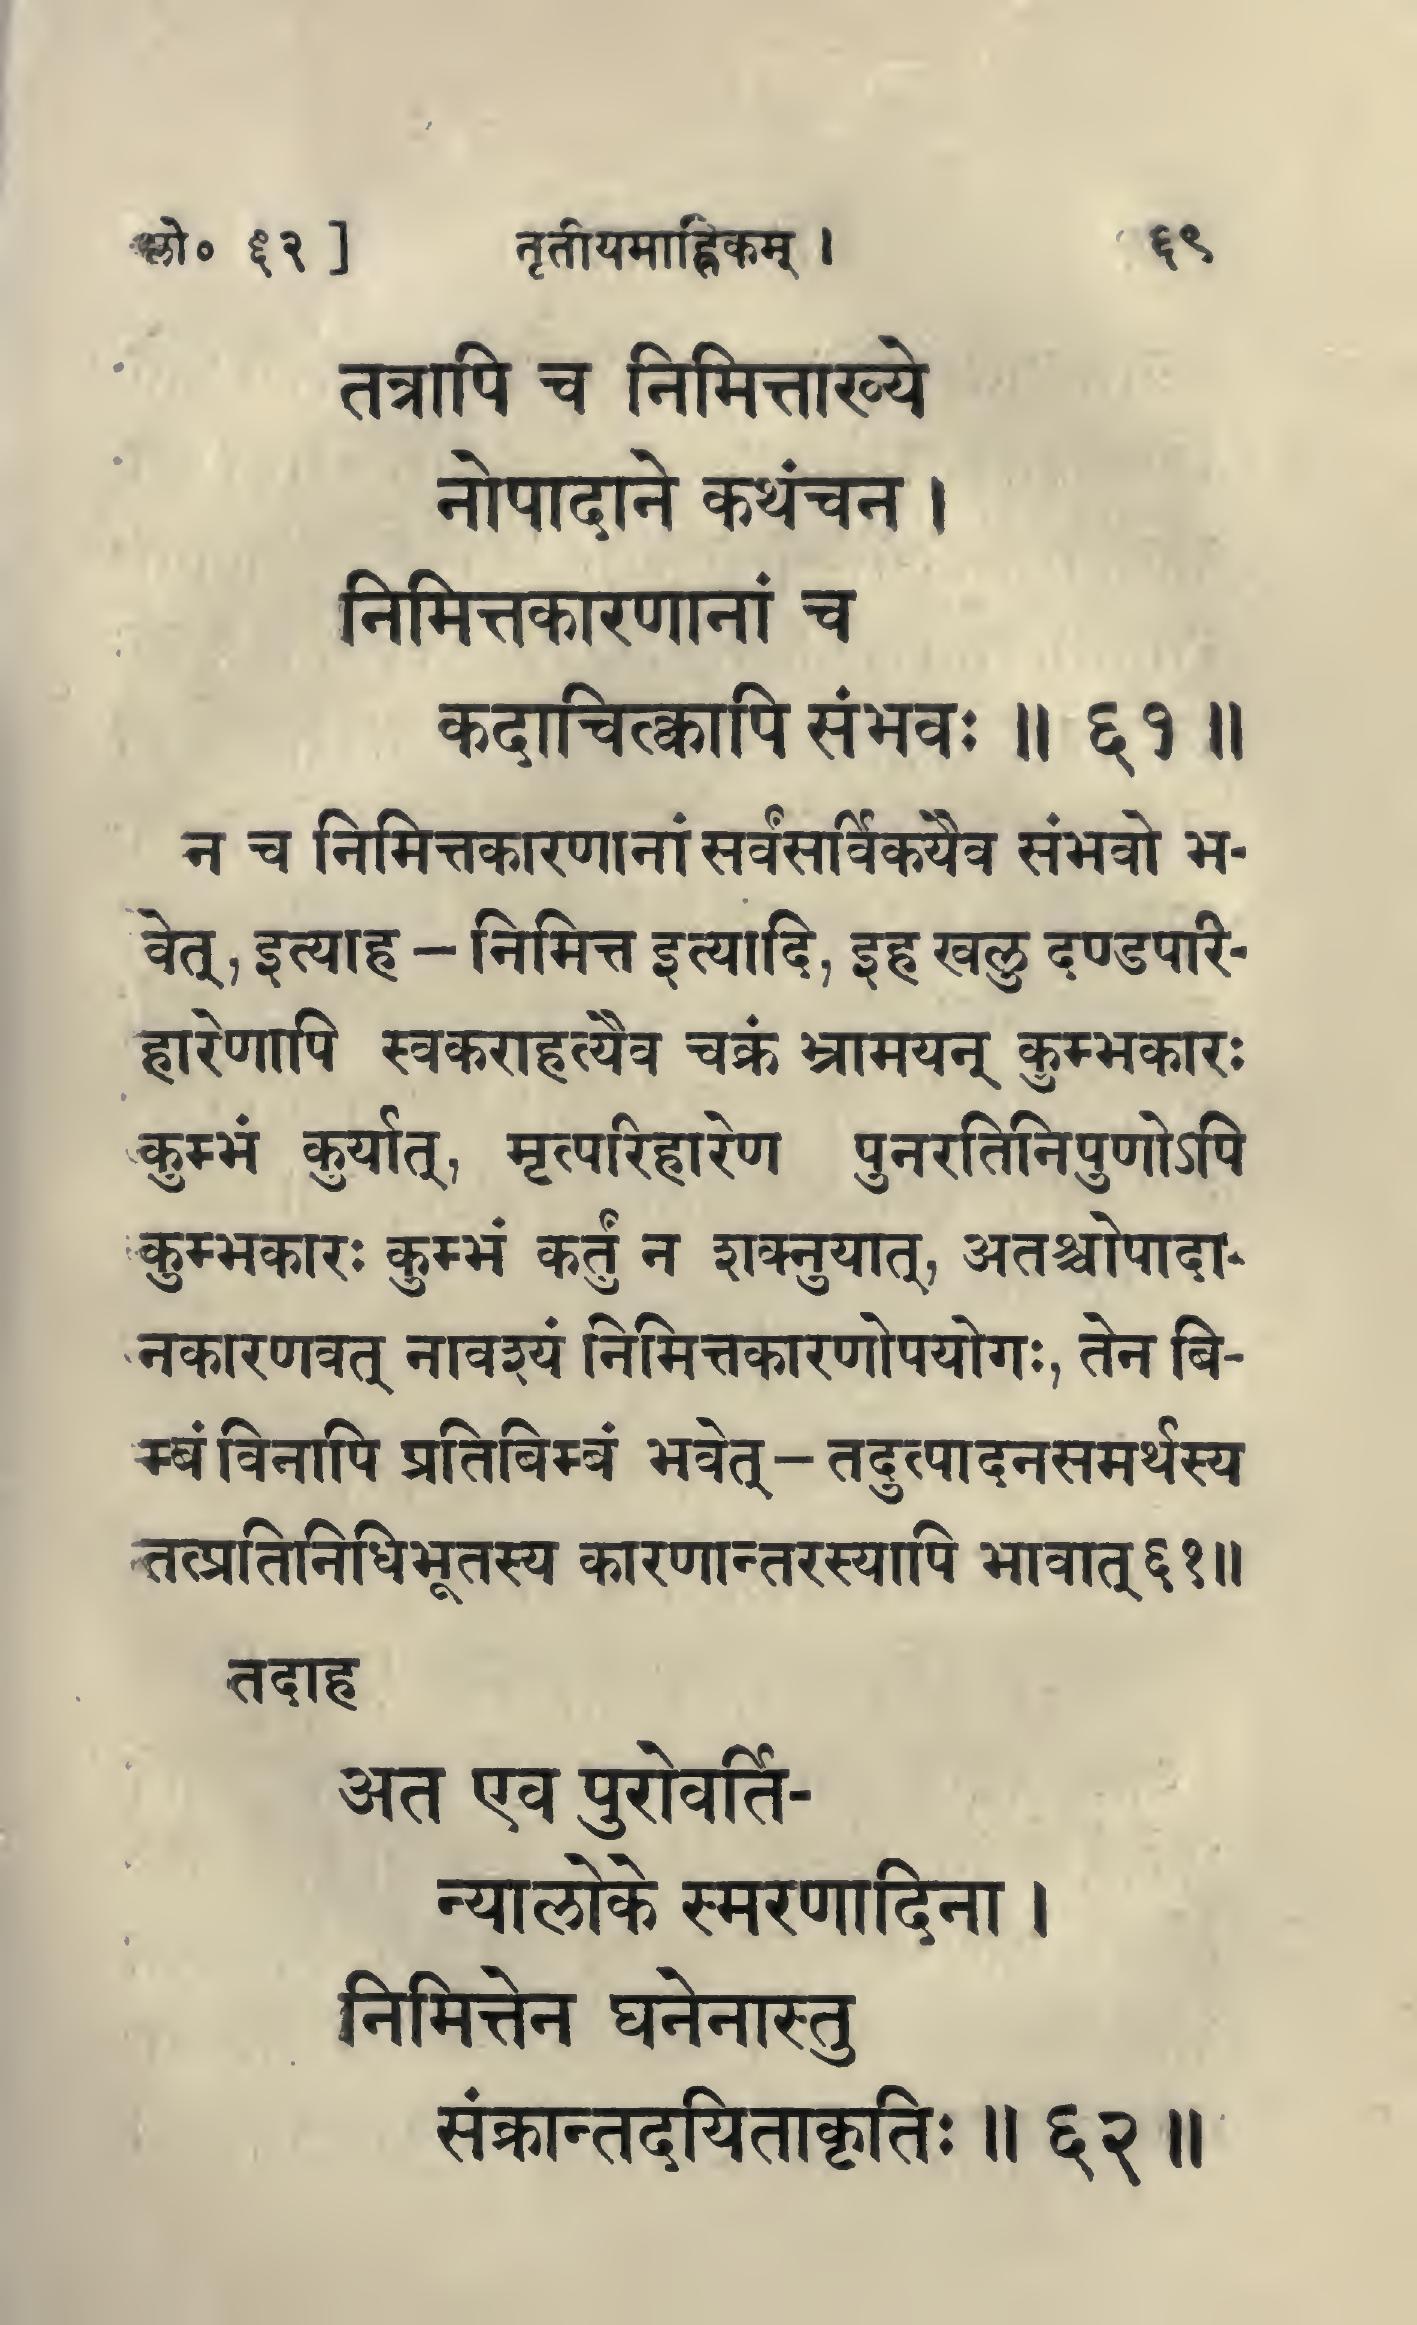 श्लो० ६२ ] तृतीयमाह्निकम् । ६९
तत्रापि च निमित्ताख्ये
नोपादाने कथंचन ।
निमित्तकारणानां च
कदाचित्क्वापि संभवः ॥ ६१ ॥
न च निमित्तकारणानां सर्वंसर्विकयैव संभवो भ-
वेत्, इत्याह – निमित्त इत्यादि, इह खलु दण्डपरि-
हारेणापि स्वकराहत्यैव चक्रं भ्रामयन् कुम्भकारः
कुम्भं कुर्यात्, मृत्परिहारेण पुनरतिनिपुणोऽपि
कुम्भकारः कुम्भं कर्तुं न शक्नुयात्, अतश्चोपादा-
नकारणवत् नावश्यं निमित्तकारणोपयोगः, तेन बि-
म्बं विनापि प्रतिबिम्बं भवेत् – तदुत्पादनसमर्थस्य
तत्प्रतिनिधिभूतस्य कारणान्तरस्यापि भावात् ६१॥
तदाह
अत एव पुरोवर्ति-
न्यालोके स्मरणादिना ।
निमित्तेन घनेनास्तु
संक्रान्तदयिताकृतिः ॥ ६२ ॥